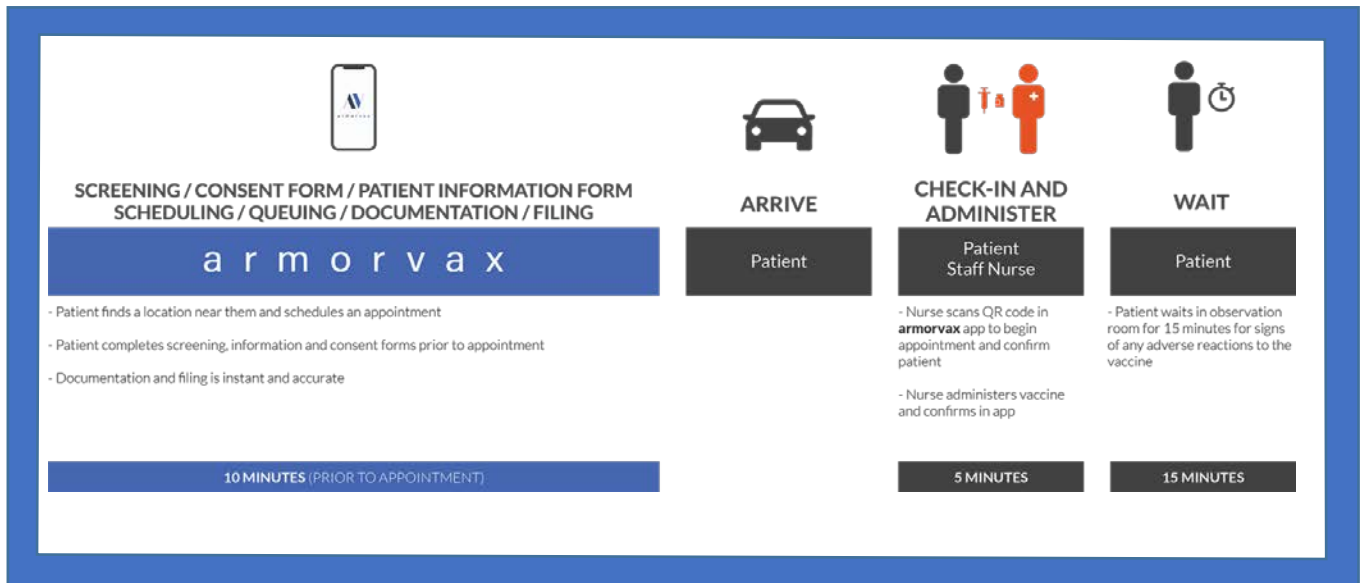 AV
armorvax
SCREENING / CONSENT FORM / PATIENT INFORMATION FORM
SCHEDULING / QUEUING / DOCUMENTATION / FILING
armorvax
- Patient finds a location near them and schedules an appointment
- Patient completes screening, information and consent forms prior to appointment
- Documentation and filing is instant and accurate
10 MINUTES (PRIOR TO APPOINTMENT)
ARRIVE
Patient
CHECK-IN AND
ADMINISTER
Patient
Staff Nurse
- Nurse scans QR code in
armorvax app to begin
appointment and confirm
patient
- Nurse administers vaccine
and confirms in app
5 MINUTES
WAIT
Patient
- Patient waits in observation
room for 15 minutes for signs
of any adverse reactions to the
vaccine
15 MINUTES